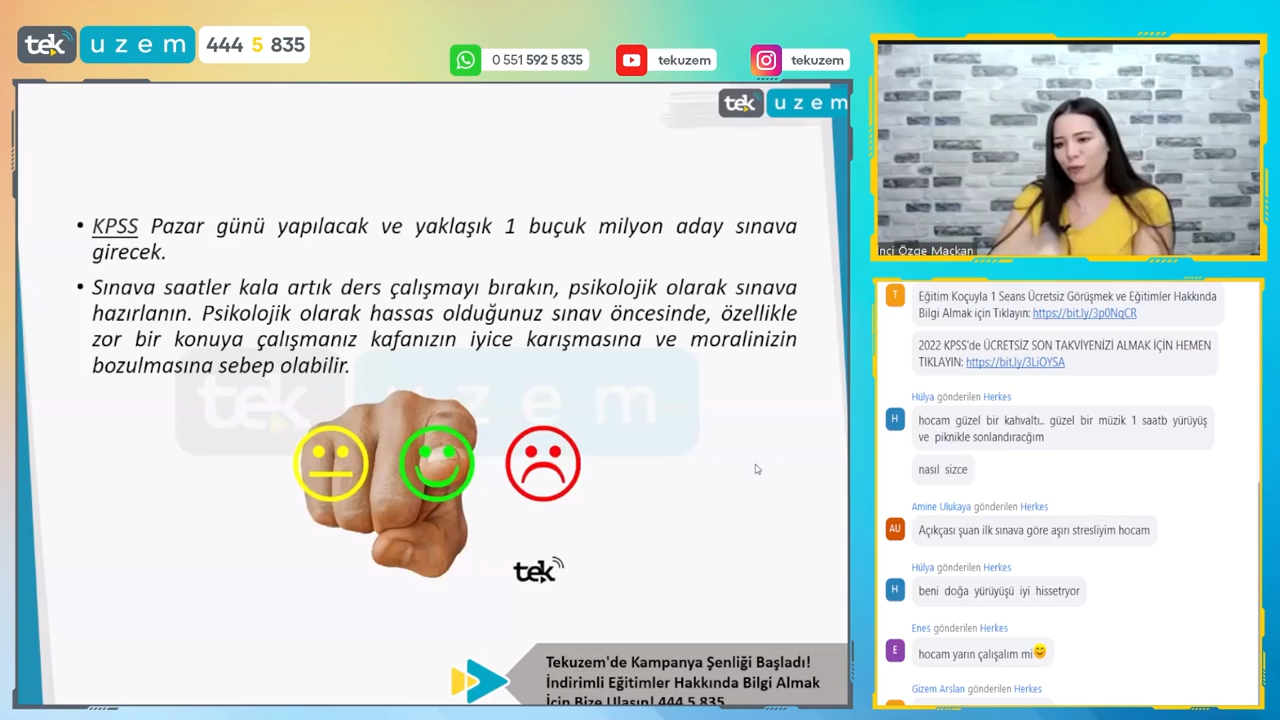 tek uzem 444 5 835
0 551 592 5 835
tekuzem
tekuzem
tek uzem
• KPSS Pazar günü yapılacak ve yaklaşık 1 buçuk milyon aday sınava
girecek.
• Sınava saatler kala artık ders çalışmayı bırakın, psikolojik olarak sınava
hazırlanın. Psikolojik olarak hassas olduğunuz sınav öncesinde, özellikle
zor bir konuya çalışmanız kafanızın iyice karışmasına ve moralinizin
bozulmasına sebep olabilir.
tek uzem
tek
Tekuzem'de Kampanya Şenliği Başladı!
İndirimli Eğitimler Hakkında Bilgi Almak
İçin Bize Ulaşın! 444 5 835
nci Özge Maçkan
T
Eğitim Koçuyla 1 Seans Ücretsiz Görüşmek ve Eğitimler Hakkında
Bilgi Almak için Tıklayın: https://bit.ly/3p0NqCR
2022 KPSS'de ÜCRETSİZ SON TAKVİYENİZİ ALMAK İÇİN HEMEN
TIKLAYIN: https://bit.ly/3LiOYSA
Hülya gönderilen Herkes
H
hocam güzel bir kahvaltı.. güzel bir müzik 1 saatb yürüyüş
ve piknikle sonlandıracğım
nasıl sizce
Amine Ulukaya gönderilen Herkes
AU
Açıkçası şuan ilk sınava göre aşırı stresliyim hocam
Hülya gönderilen Herkes
H
beni doğa yürüyüşü iyi hissetryor
Enes gönderilen Herkes
E
hocam yarın çalışalım mi😄
Gizem Arslan gönderilen Herkes